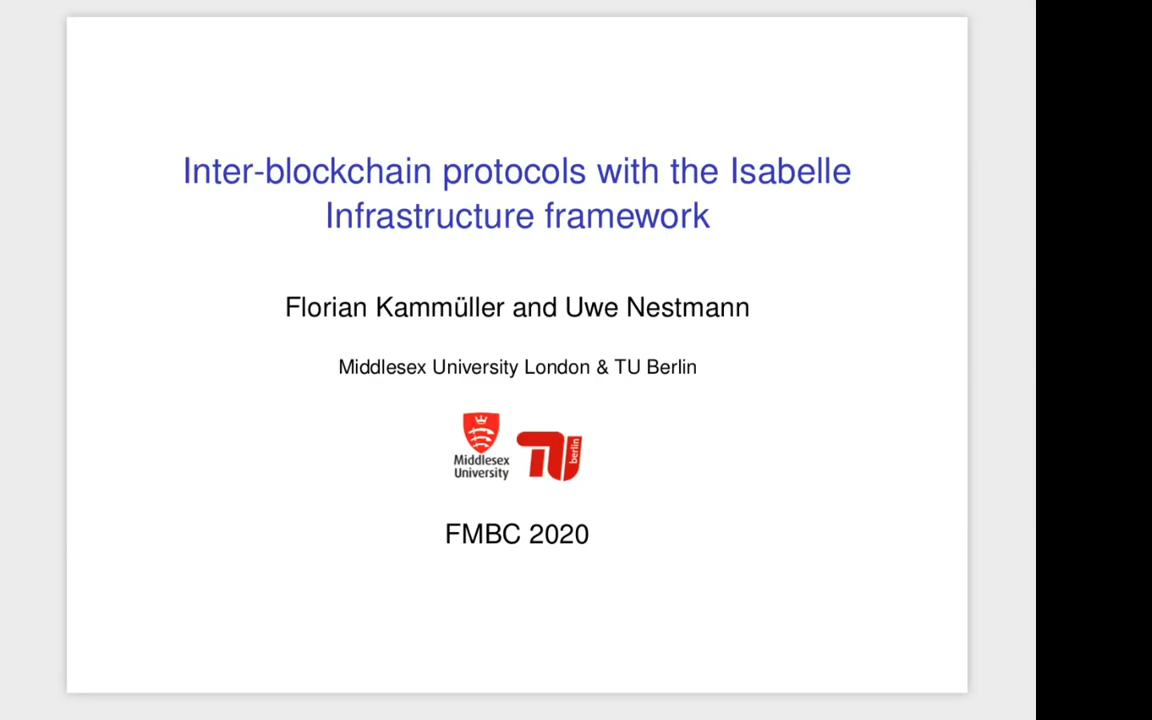 Inter-blockchain protocols with the Isabelle
Infrastructure framework
Florian Kammüller and Uwe Nestmann
Middlesex University London & TU Berlin
Middlesex
University
TU
berlin
FMBC 2020